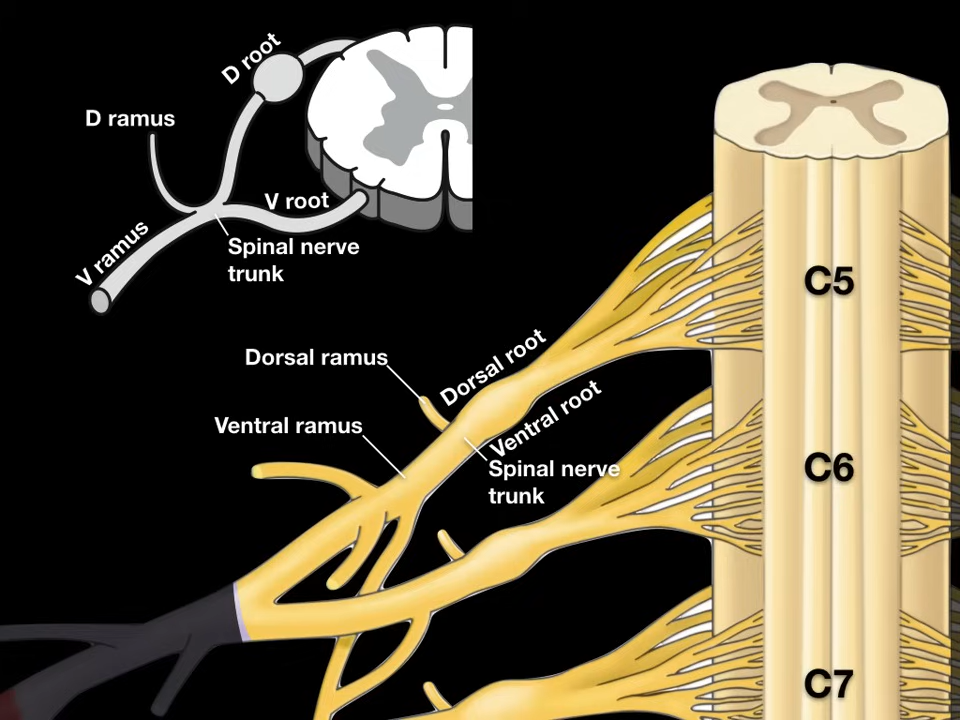 D root
D ramus
V root
V ramus
Spinal nerve
trunk
C5
Dorsal root
Dorsal ramus
Ventral root
Ventral ramus
Spinal nerve
trunk
C6
C7